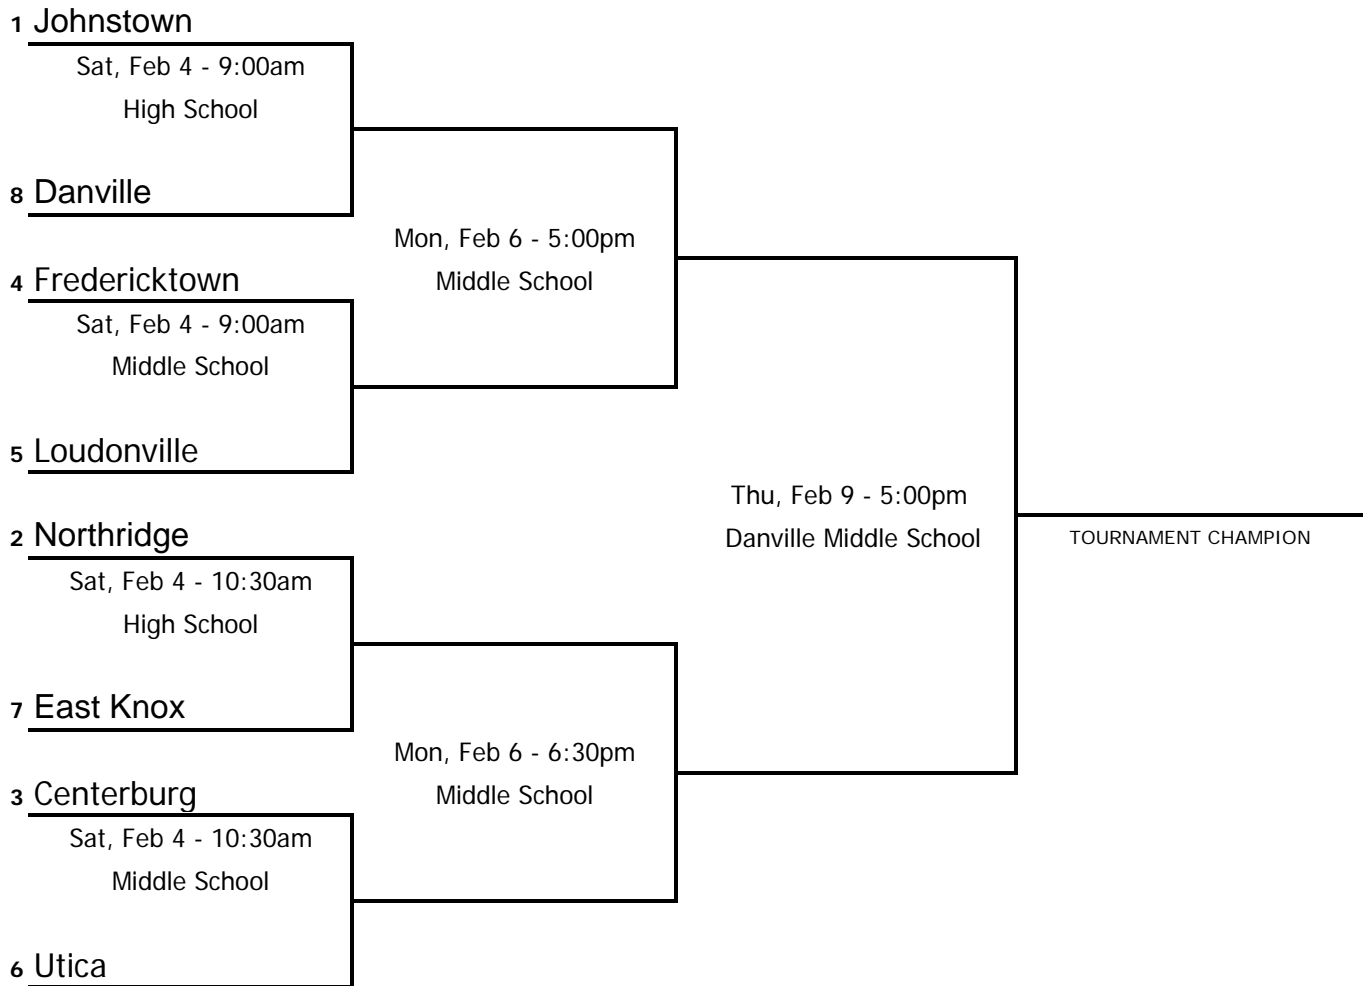 1 Johnstown
Sat, Feb 4 - 9:00am
High School
8 Danville
Mon, Feb 6 - 5:00pm
Middle School
4 Fredericktown
Sat, Feb 4 - 9:00am
Middle School
5 Loudonville
Thu, Feb 9 - 5:00pm
Danville Middle School
TOURNAMENT CHAMPION
2 Northridge
Sat, Feb 4 - 10:30am
High School
7 East Knox
Mon, Feb 6 - 6:30pm
Middle School
3 Centerburg
Sat, Feb 4 - 10:30am
Middle School
6 Utica